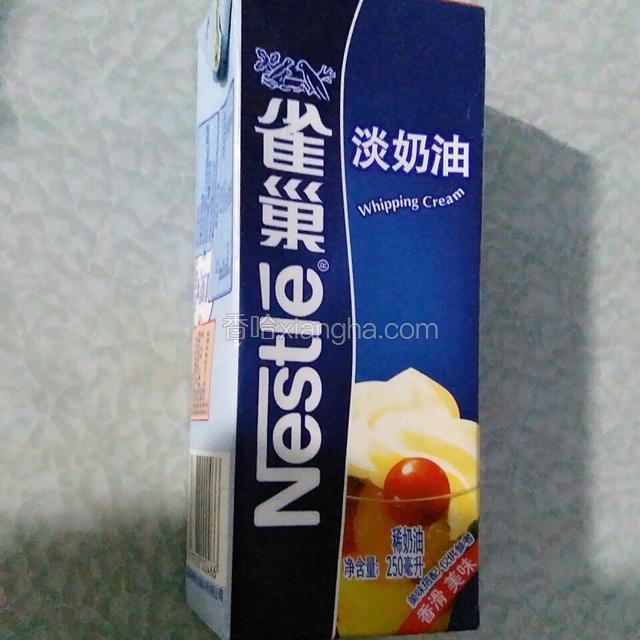 雀巢
Nestlé®
淡奶油
Whipping Cream
香哈xiangha.com
稀奶油
净含量: 250毫升
香滑 美味